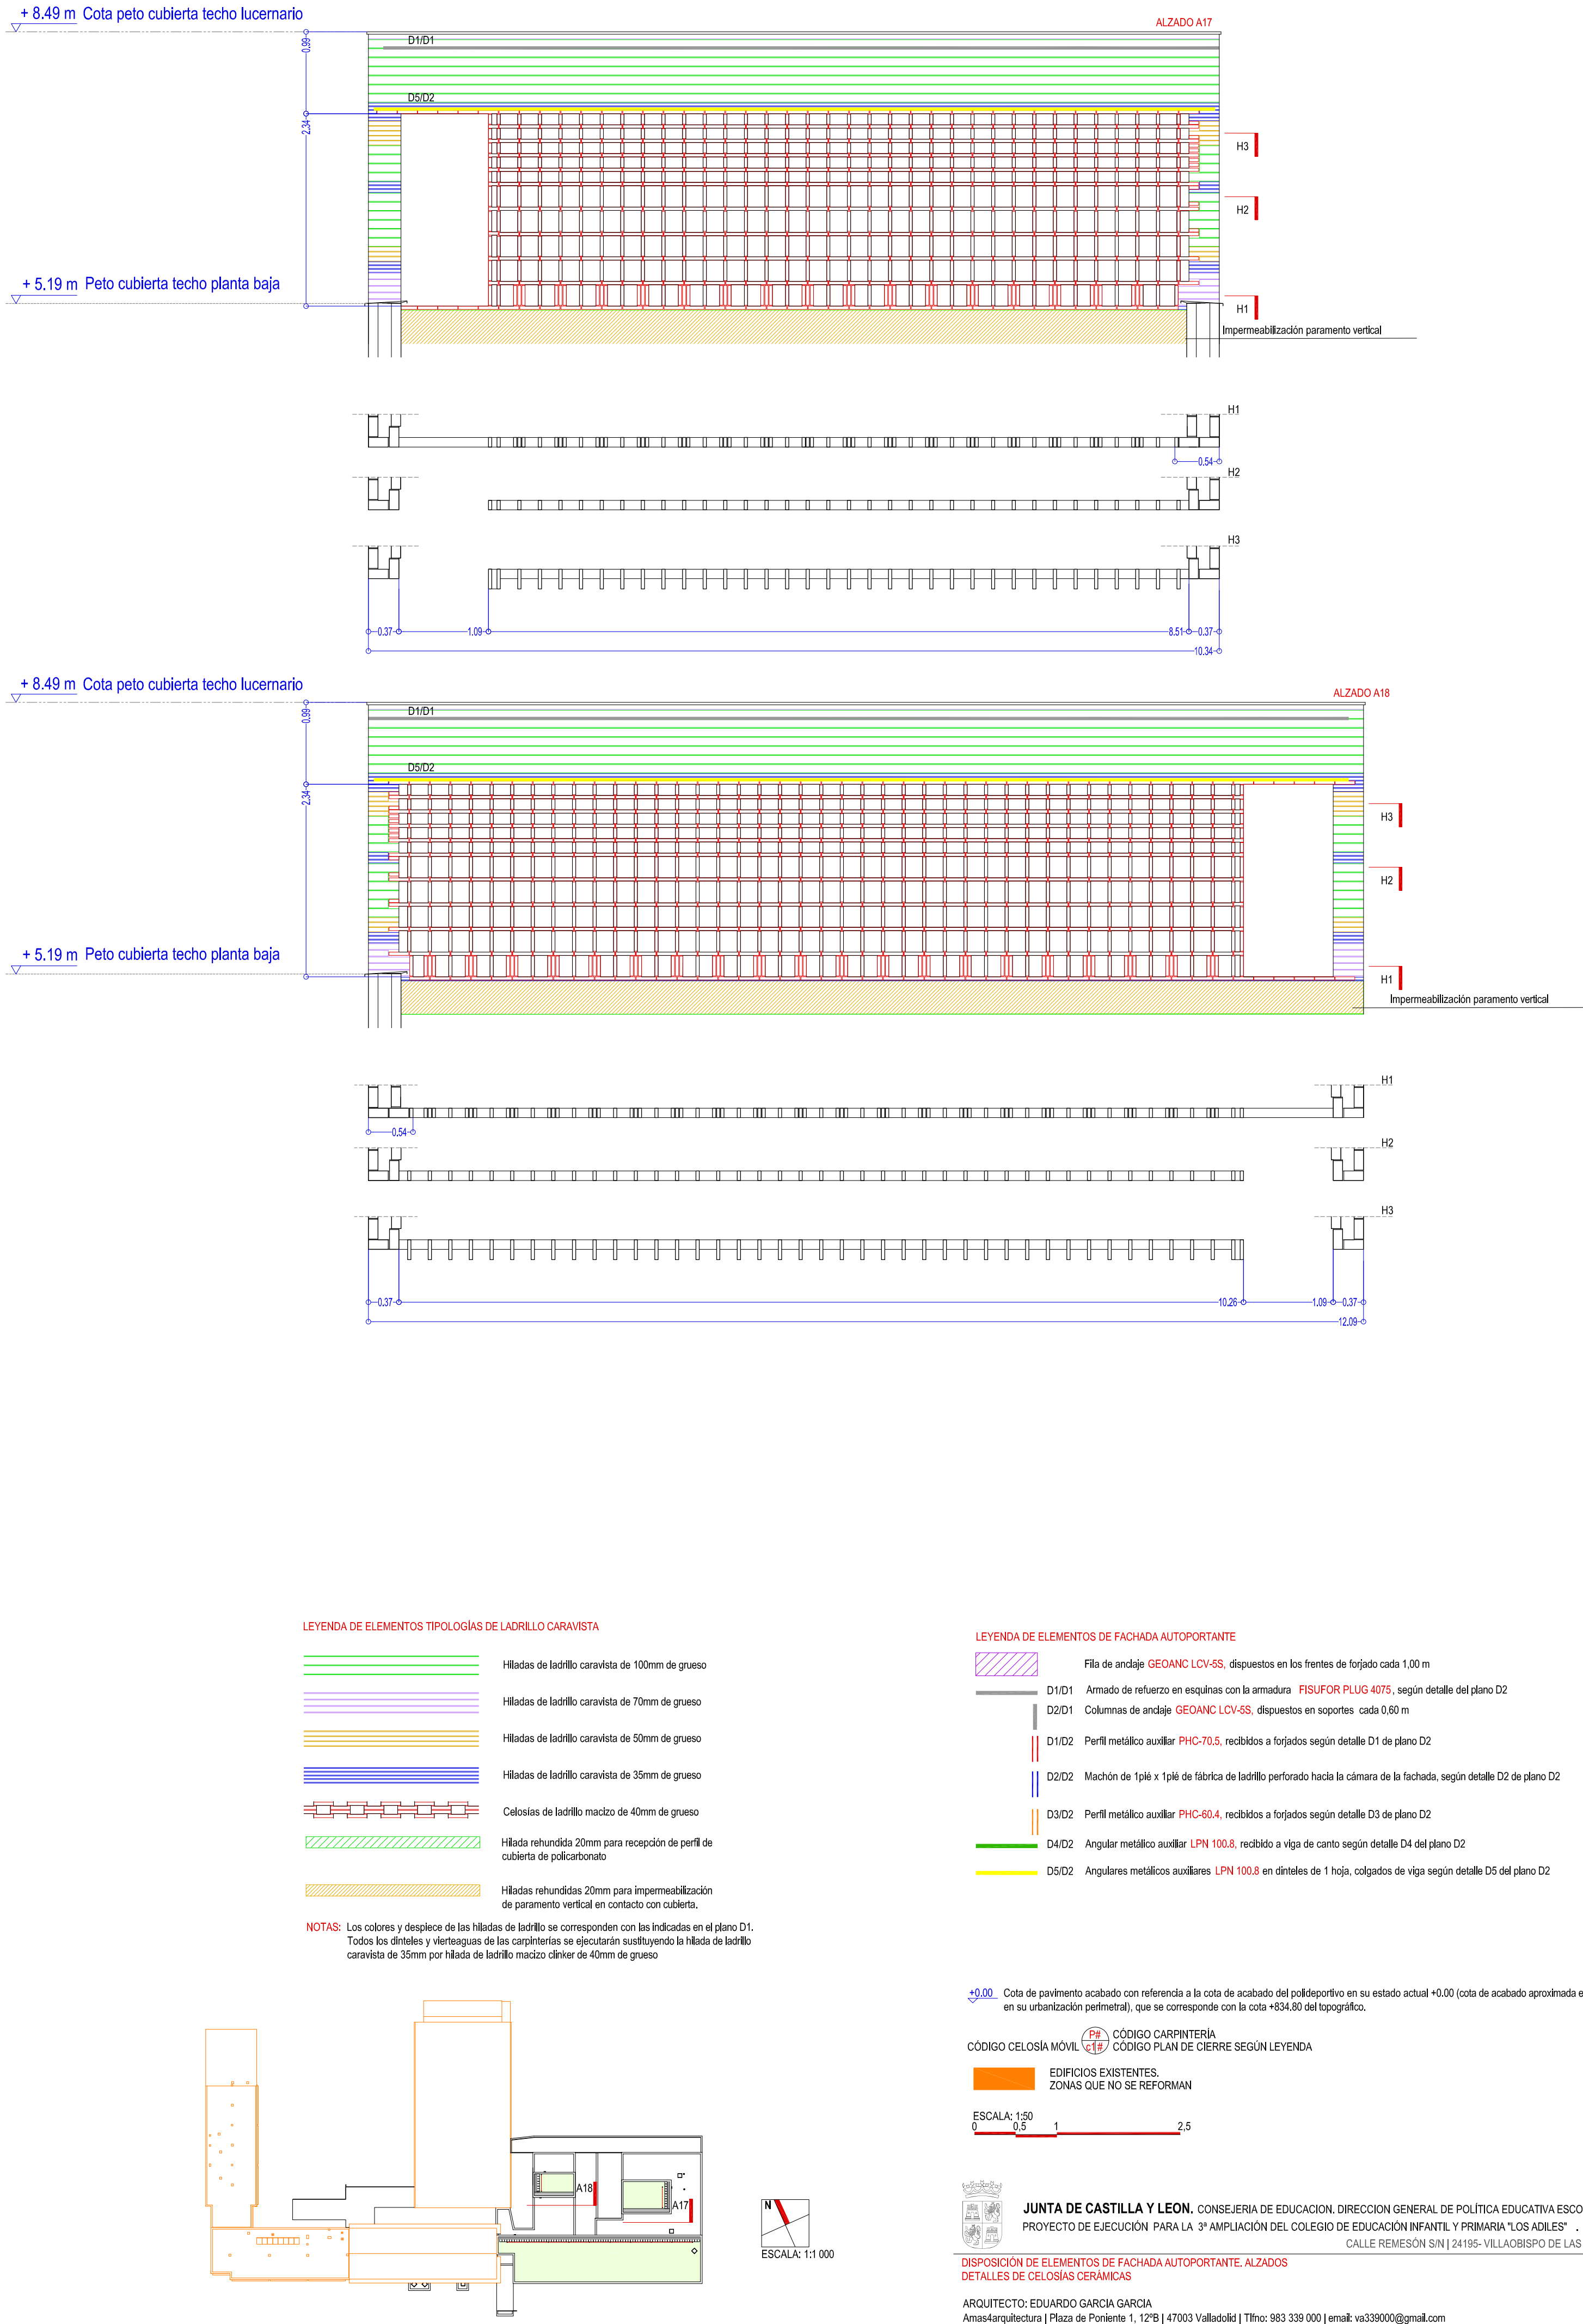 + 8.49 m Cota peto cubierta techo lucernario
ALZADO A17
0.99
D1/D1
D5/D2
2.34
H3
H2
+ 5.19 m Peto cubierta techo planta baja
H1
Impermeabilización paramento vertical
H1
0.54
H2
H3
0.37
1.09
8.51
0.37
10.34
+ 8.49 m Cota peto cubierta techo lucernario
ALZADO A18
0.99
D1/D1
D5/D2
2.34
H3
H2
+ 5.19 m Peto cubierta techo planta baja
H1
Impermeabilización paramento vertical
H1
0.54
H2
H3
0.37
10.26
1.09
0.37
12.09
LEYENDA DE ELEMENTOS TIPOLOGÍAS DE LADRILLO CARAVISTA
Hiladas de ladrillo caravista de 100mm de grueso
Hiladas de ladrillo caravista de 70mm de grueso
Hiladas de ladrillo caravista de 50mm de grueso
Hiladas de ladrillo caravista de 35mm de grueso
Celosías de ladrillo macizo de 40mm de grueso
Hilada rehundida 20mm para recepción de perfil de
cubierta de policarbonato
Hiladas rehundidas 20mm para impermeabilización
de paramento vertical en contacto con cubierta.
NOTAS: Los colores y despiece de las hiladas de ladrillo se corresponden con las indicadas en el plano D1.
Todos los dinteles y vierteaguas de las carpinterías se ejecutarán sustituyendo la hilada de ladrillo
caravista de 35mm por hilada de ladrillo macizo clinker de 40mm de grueso
LEYENDA DE ELEMENTOS DE FACHADA AUTOPORTANTE
Fila de anclaje GEOANC LCV-5S, dispuestos en los frentes de forjado cada 1,00 m
D1/D1 Armado de refuerzo en esquinas con la armadura FISUFOR PLUG 4075, según detalle del plano D2
D2/D1 Columnas de anclaje GEOANC LCV-5S, dispuestos en soportes cada 0,60 m
D1/D2 Perfil metálico auxiliar PHC-70.5, recibidos a forjados según detalle D1 de plano D2
D2/D2 Machón de 1pié x 1pié de fábrica de ladrillo perforado hacia la cámara de la fachada, según detalle D2 de plano D2
D3/D2 Perfil metálico auxiliar PHC-60.4, recibidos a forjados según detalle D3 de plano D2
D4/D2 Angular metálico auxiliar LPN 100.8, recibido a viga de canto según detalle D4 del plano D2
D5/D2 Angulares metálicos auxiliares LPN 100.8 en dinteles de 1 hoja, colgados de viga según detalle D5 del plano D2
+0.00 Cota de pavimento acabado con referencia a la cota de acabado del polideportivo en su estado actual +0.00 (cota de acabado aproximada e
en su urbanización perimetral), que se corresponde con la cota +834.80 del topográfico.
P# CÓDIGO CARPINTERÍA
CÓDIGO CELOSÍA MÓVIL c1# CÓDIGO PLAN DE CIERRE SEGÚN LEYENDA
EDIFICIOS EXISTENTES.
ZONAS QUE NO SE REFORMAN
ESCALA: 1:50
0 0,5 1 2,5
A18
A17
N
ESCALA: 1:1 000
JUNTA DE CASTILLA Y LEON. CONSEJERIA DE EDUCACION. DIRECCION GENERAL DE POLÍTICA EDUCATIVA ESCO
PROYECTO DE EJECUCIÓN PARA LA 3ª AMPLIACIÓN DEL COLEGIO DE EDUCACIÓN INFANTIL Y PRIMARIA "LOS ADILES" .
CALLE REMESÓN S/N | 24195- VILLAOBISPO DE LAS
DISPOSICIÓN DE ELEMENTOS DE FACHADA AUTOPORTANTE. ALZADOS
DETALLES DE CELOSÍAS CERÁMICAS
ARQUITECTO: EDUARDO GARCIA GARCIA
Amas4arquitectura | Plaza de Poniente 1, 12ºB | 47003 Valladolid | Tlfno: 983 339 000 | email: va339000@gmail.com